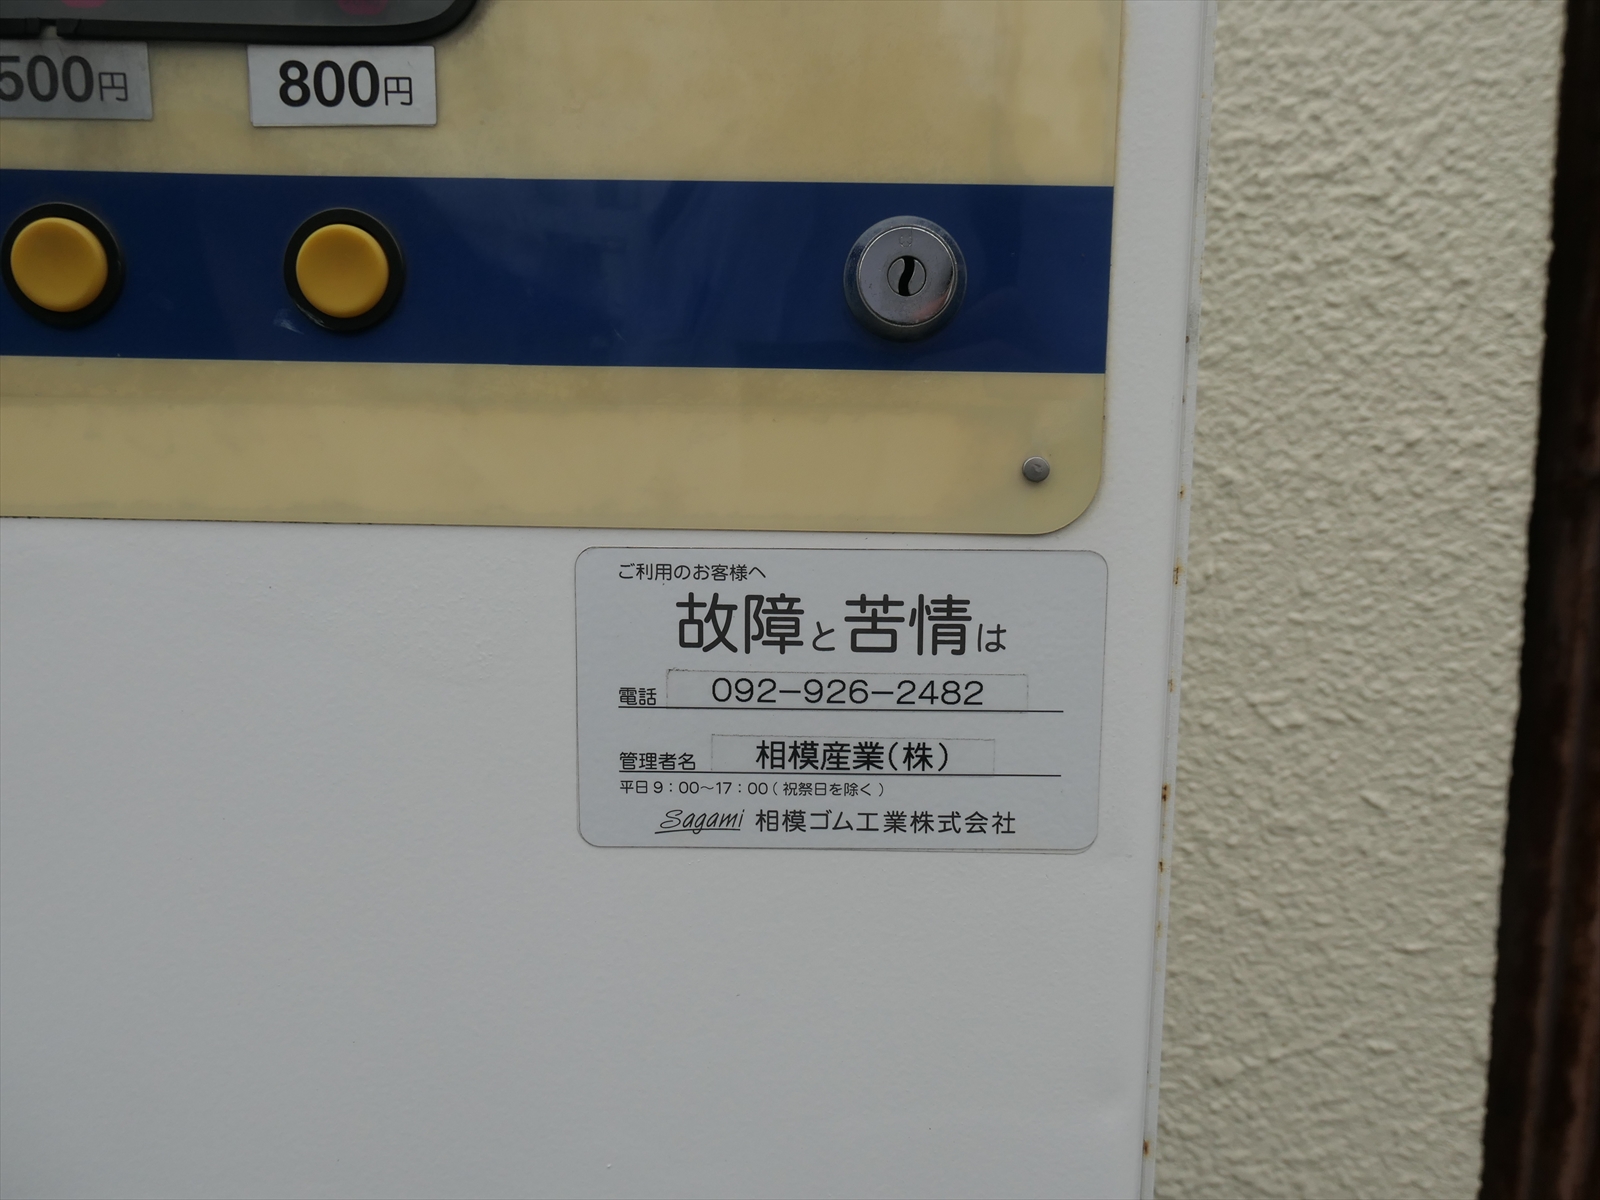 500円
800円
ご利用のお客様へ
故障と苦情は
電話 092-926-2482
管理者名 相模産業(株)
平日9:00~17:00(祝祭日を除く)
Sagami 相模ゴム工業株式会社